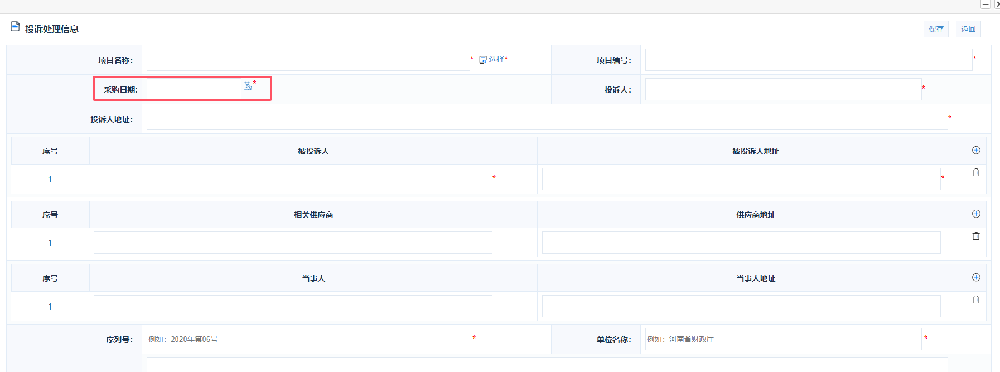 投诉处理信息
保存 返回
项目名称： * 选择* 项目编号： *
采购日期: * 投诉人： *
投诉人地址： *
序号 被投诉人 被投诉人地址
1 * *
序号 相关供应商 供应商地址
1
序号 当事人 当事人地址
1
序列号： 例如：2020年第06号 * 单位名称： 例如：河南省财政厅 *